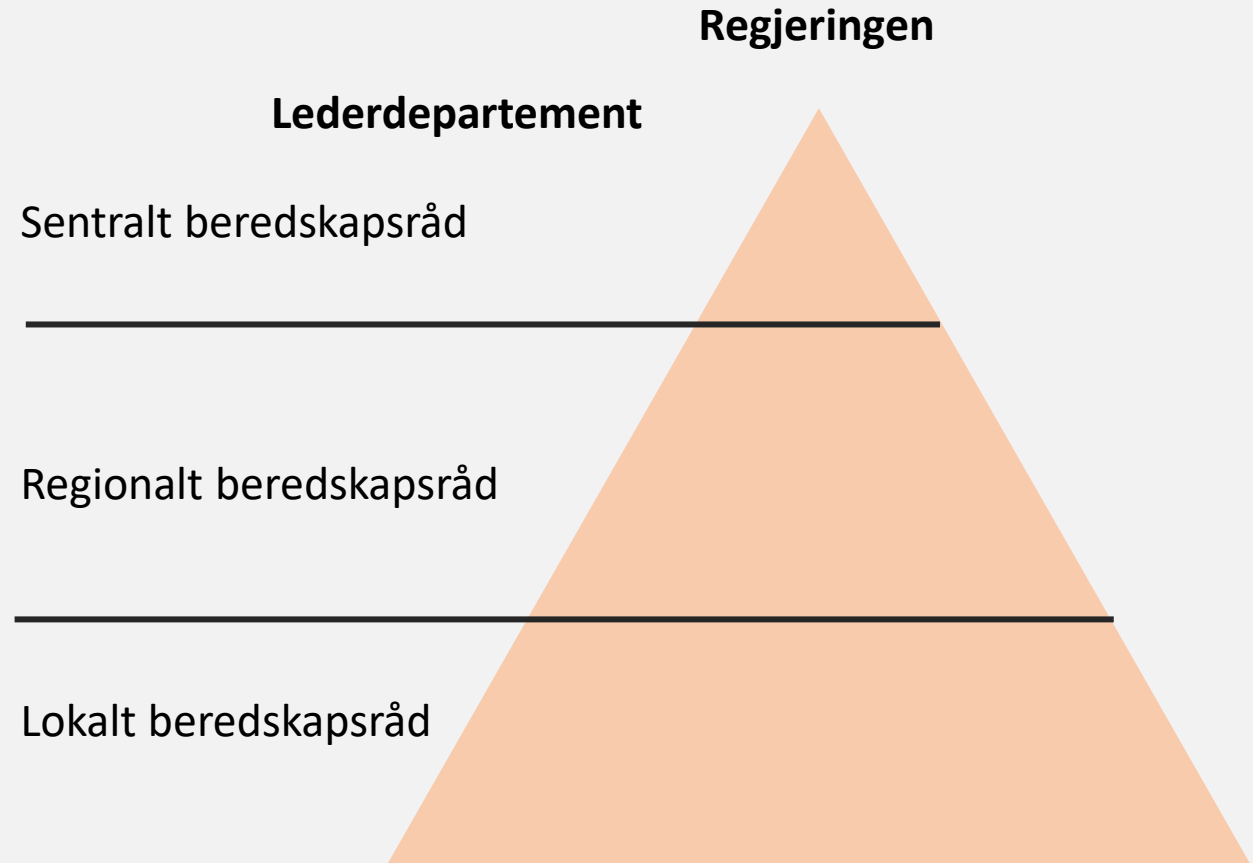 Regjeringen
Lederdepartement
Sentralt beredskapsråd
Regionalt beredskapsråd
Lokalt beredskapsråd